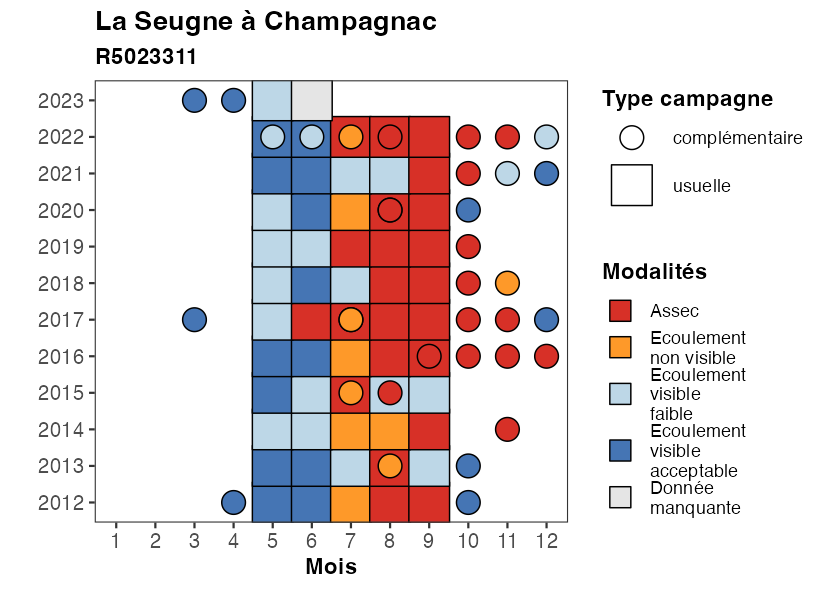 La Seugne à Champagnac
R5023311
2023
2022
2021
2020
2019
2018
2017
2016
2015
2014
2013
2012
1 2 3 4 5 6 7 8 9 10 11 12
Mois
Type campagne
complémentaire
usuelle
Modalités
Assec
Ecoulement
non visible
Ecoulement
visible
faible
Ecoulement
visible
acceptable
Donnée
manquante